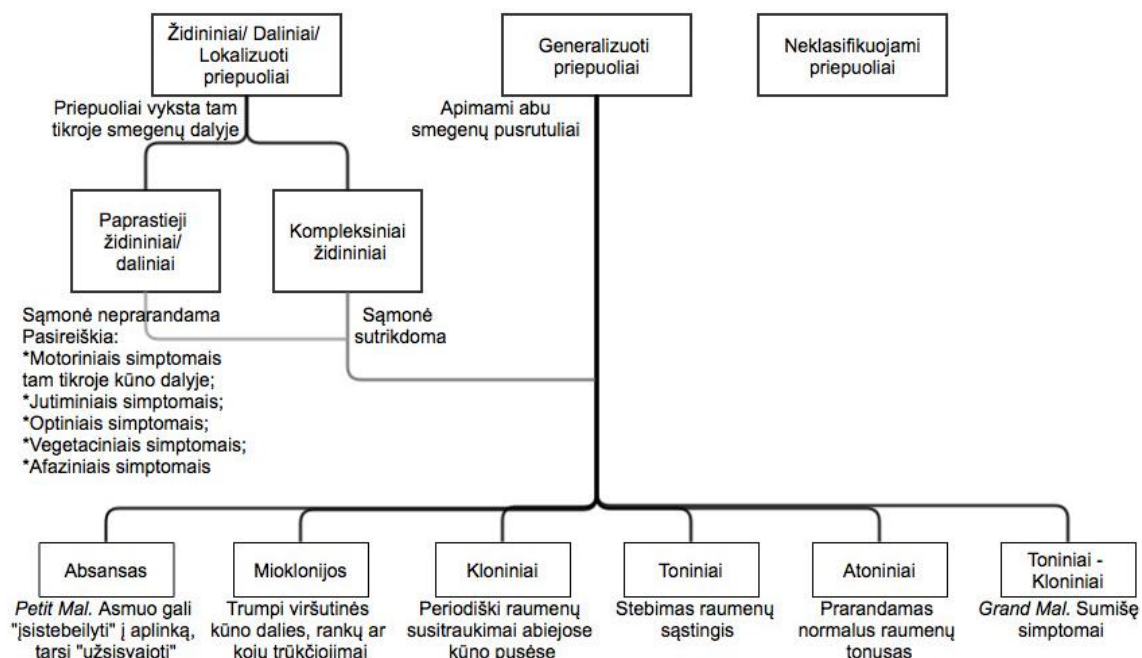 Židininiai/ Daliniai/
Lokalizuoti
priepuoliai
Generalizuoti
priepuoliai
Neklasifikuojami
priepuoliai
Priepuoliai vyksta tam
tikroje smegenų dalyje
Apimami abu
smegenų pusrutuliai
Paprastieji
židininiai/
daliniai
Kompleksiniai
židininiai
Sąmonė neprarandama
Pasireiškia:
*Motoriniais simptomais
tam tikroje kūno dalyje;
*Jutiminiais simptomais;
*Optiniais simptomais;
*Vegetaciniais simptomais;
*Afaziniais simptomais
Sąmonė
sutrikdoma
Absansas
Petit Mal. Asmuo gali
"įsistebeilyti" į aplinką,
tarsi "užsisvajoti"
Mioklonijos
Trumpi viršutinės
kūno dalies, rankų ar
kojų trūkčiojimai
Kloniniai
Periodiški raumenų
susitraukimai abiejose
kūno pusėse
Toniniai
Stebimas raumenų
sąstingis
Atoniniai
Prarandamas
normalus raumenų
tonusas
Toniniai -
Kloniniai
Grand Mal. Sumišę
simptomai